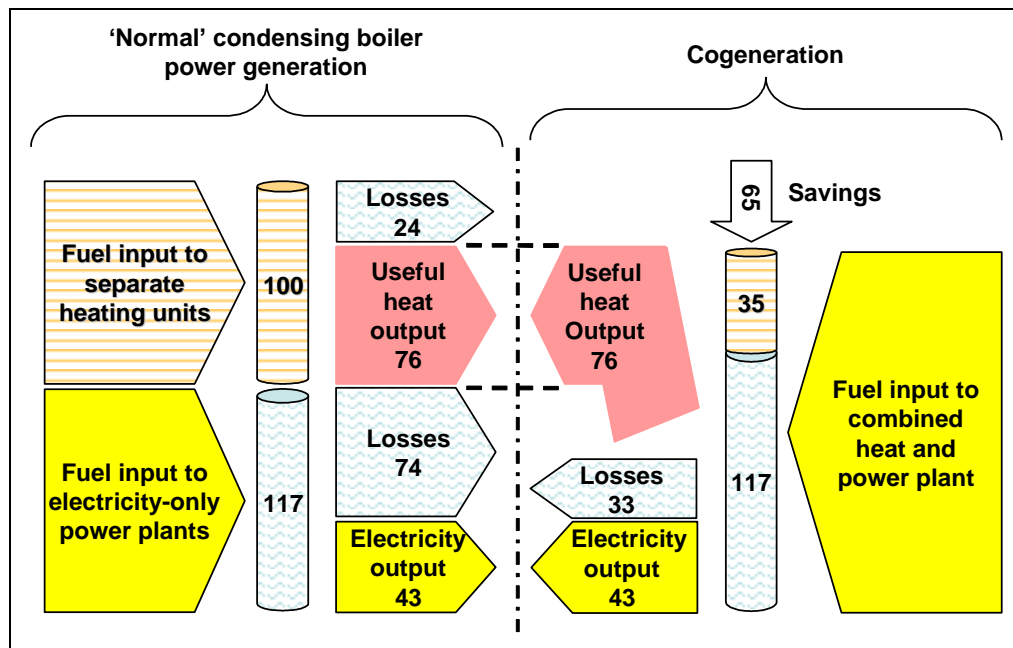 ‘Normal’ condensing boiler
power generation
Cogeneration
Fuel input to
separate
heating units
100
Losses
24
Useful
heat
output
76
Fuel input to
electricity-only
power plants
117
Losses
74
Electricity
output
43
Useful
heat
Output
76
Losses
33
Electricity
output
43
65
Savings
35
117
Fuel input to
combined
heat and
power plant